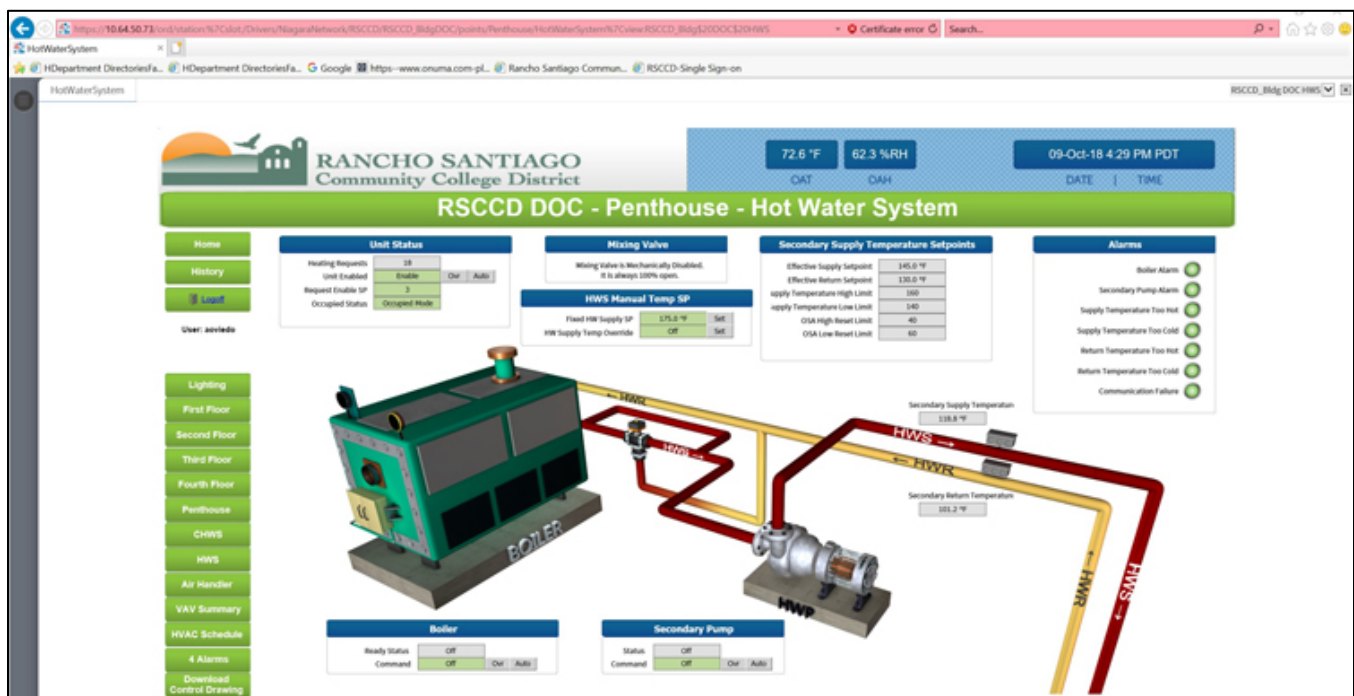 https://10.64.50.73/ord/station:%7Cslot:/Drivers/NiagaraNetwork/RSCCD/RSCCD_BldgDOC/points/Penthouse/HotWaterSystem%7Cview:RSCCD_Bldg$20DOC$20HWS
Certificate error
Search...
HotWaterSystem
HDepartment DirectoriesFa...
HDepartment DirectoriesFa...
Google
https--www.onuma.com-pl...
Rancho Santiago Commun...
RSCCD-Single Sign-on
HotWaterSystem
RSCCD_Bldg DOC HWS
RANCHO SANTIAGO
Community College District
72.6 °F
62.3 %RH
09-Oct-18 4:29 PM PDT
OAT
OAH
DATE | TIME
RSCCD DOC - Penthouse - Hot Water System
Home
History
Logoff
User: aoviedo
Lighting
First Floor
Second Floor
Third Floor
Fourth Floor
Penthouse
CHWS
HWS
Air Handler
VAV Summary
HVAC Schedule
4 Alarms
Download
Control Drawing
Unit Status
Heating Requests 18
Unit Enabled Enable Ovr Auto
Request Enable SP 3
Occupied Status Occupied Mode
Mixing Valve
Mixing Valve is Mechanically Disabled.
It is always 100% open.
HWS Manual Temp SP
Fixed HW Supply SP 175.0 °F Set
HW Supply Temp Override Off Set
Secondary Supply Temperature Setpoints
Effective Supply Setpoint 145.0 °F
Effective Return Setpoint 130.0 °F
upply Temperature High Limit 160
upply Temperature Low Limit 140
OSA High Reset Limit 40
OSA Low Reset Limit 60
Alarms
Boiler Alarm
Secondary Pump Alarm
Supply Temperature Too Hot
Supply Temperature Too Cold
Return Temperature Too Hot
Return Temperature Too Cold
Communication Failure
← HWR
HWS →
Secondary Supply Temperature
118.8 °F
HWS →
← HWR
Secondary Return Temperature
101.2 °F
← HWR
HWS →
BOILER
HWP
Boiler
Ready Status Off
Command Off Ovr Auto
Secondary Pump
Status Off
Command Off Ovr Auto